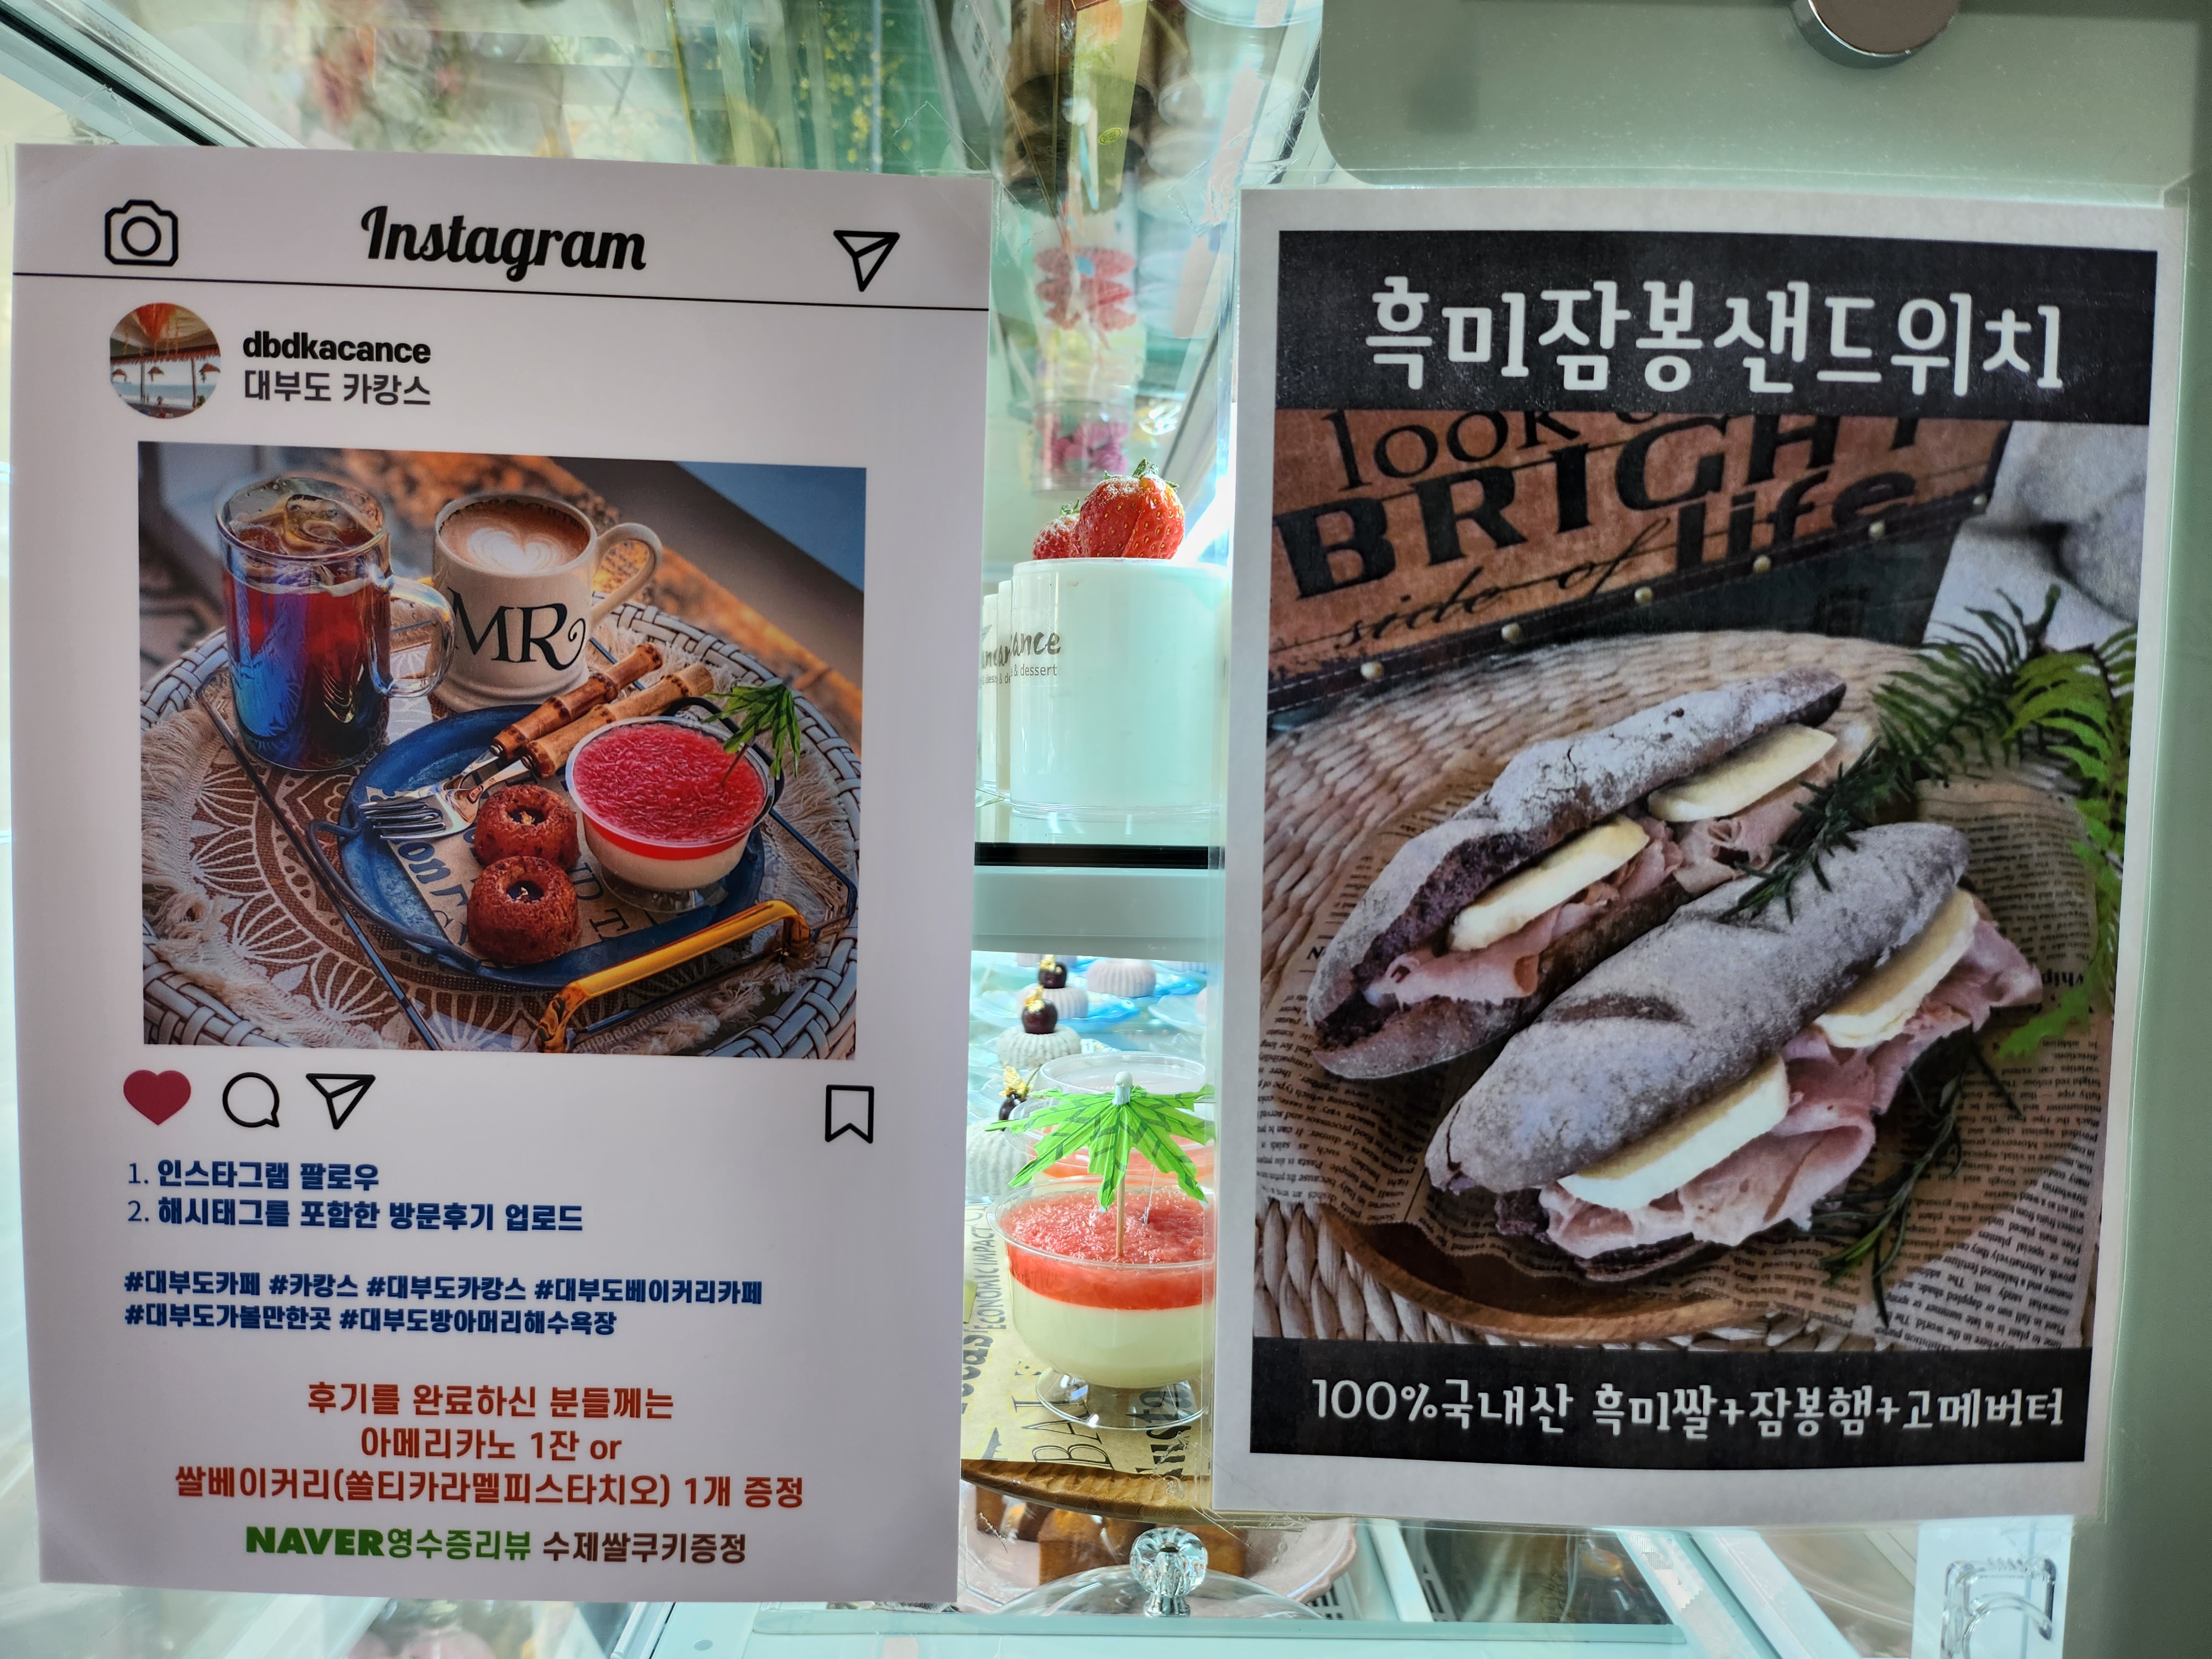 Instagram
dbdkacance
대부도 카캉스
MR
1. 인스타그램 팔로우
2. 해시태그를 포함한 방문후기 업로드
#대부도카페 #카캉스 #대부도카캉스 #대부도베이커리카페
#대부도가볼만한곳 #대부도방아머리해수욕장
후기를 완료하신 분들께는
아메리카노 1잔 or
쌀베이커리(쏠티카라멜피스타치오) 1개 증정
NAVER영수증리뷰 수제쌀쿠키증정
ance
& dessert
ECONOMIC IMPACT
흑미잠봉샌드위치
look
BRIGHT
side of life
100%국내산 흑미쌀+잠봉햄+고메버터